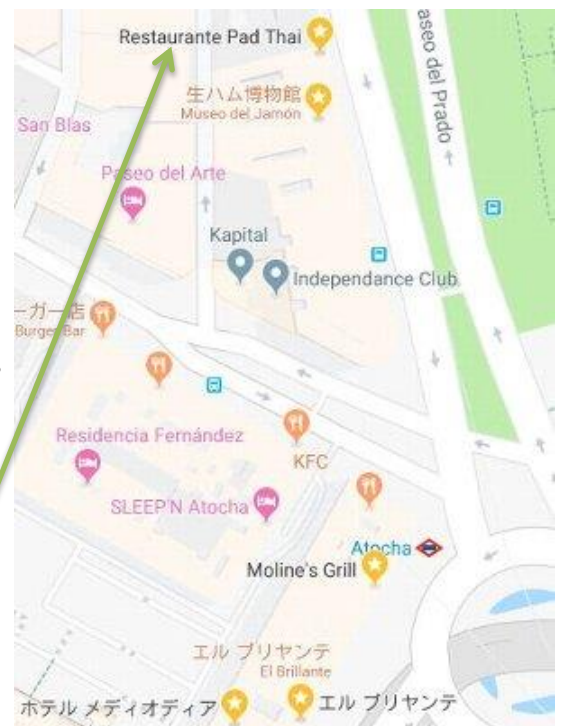 Restaurante Pad Thai
aseo del Prado
生ハム博物館
Museo del Jamón
San Blas
Paseo del Arte
Kapital
Independance Club
ーガー店
Burger Bar
Residencia Fernández
KFC
SLEEP'N Atocha
Atocha
Moline's Grill
エル ブリヤンテ
El Brillante
ホテル メディオディア
エル ブリヤンテ